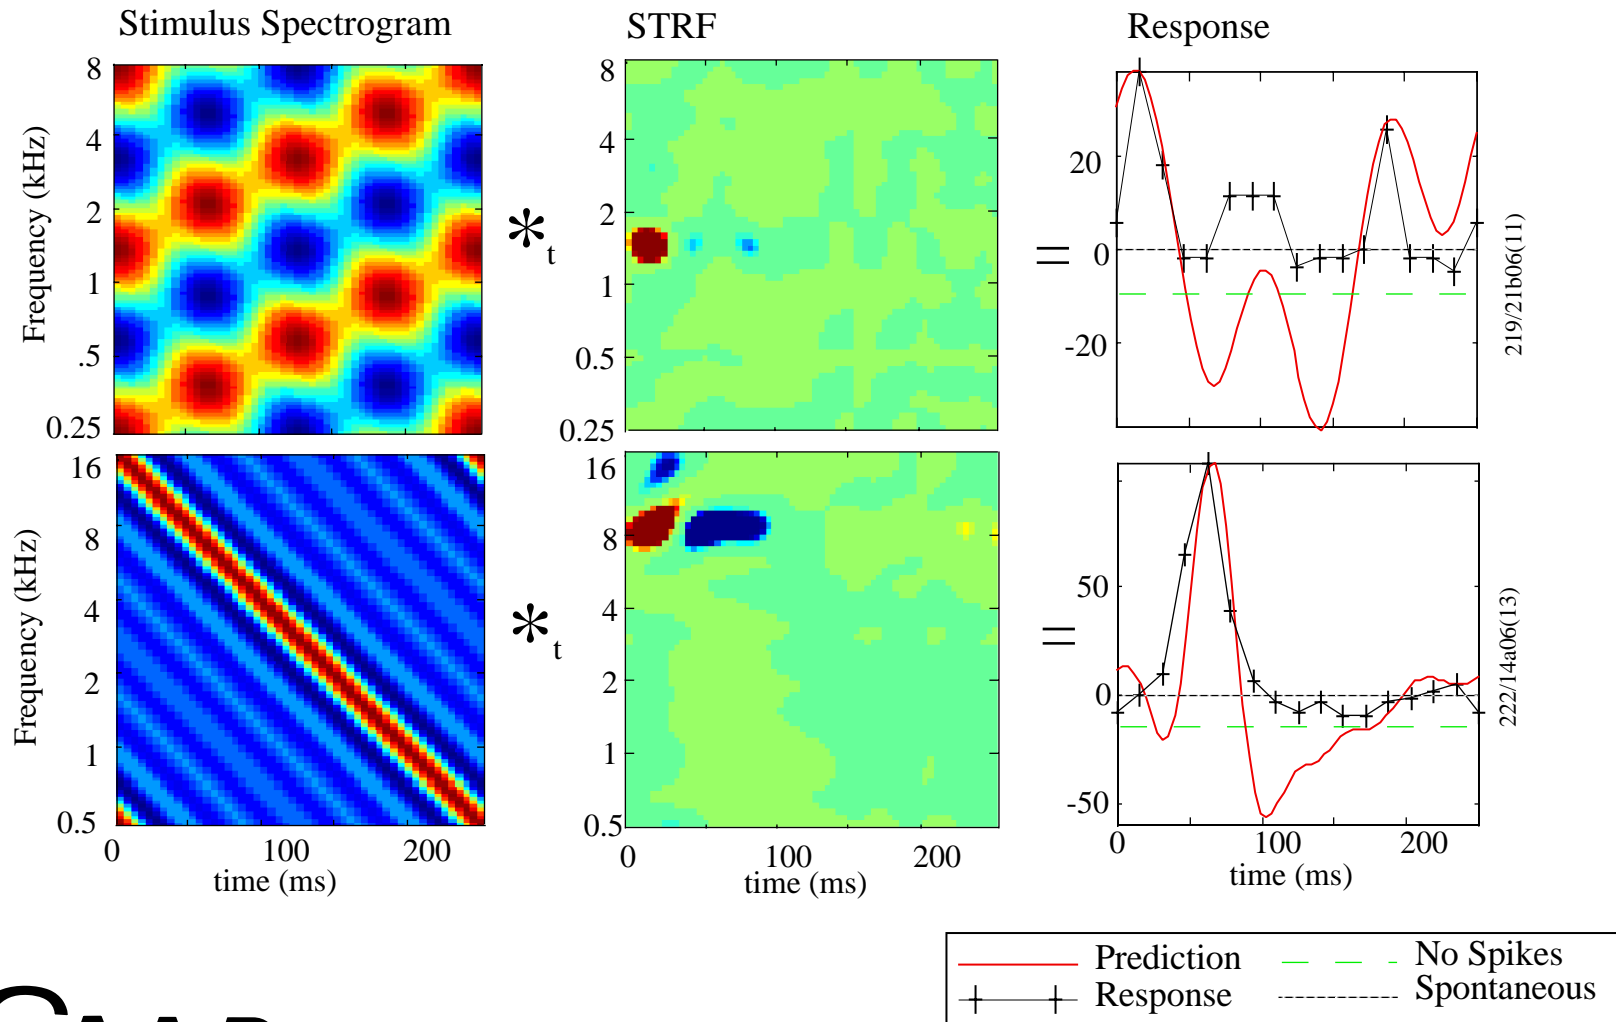 Stimulus Spectrogram
STRF
Response
Frequency (kHz)
8
4
2
1
.5
0.25
*t
8
4
2
1
0.5
0.25
=
20
0
-20
219/21b06(11)
Frequency (kHz)
16
8
4
2
1
0.5
0
100
200
time (ms)
*t
16
8
4
2
1
0.5
0
100
200
time (ms)
=
50
0
-50
0
100
200
time (ms)
222/14a06(13)
Prediction
No Spikes
Response
Spontaneous